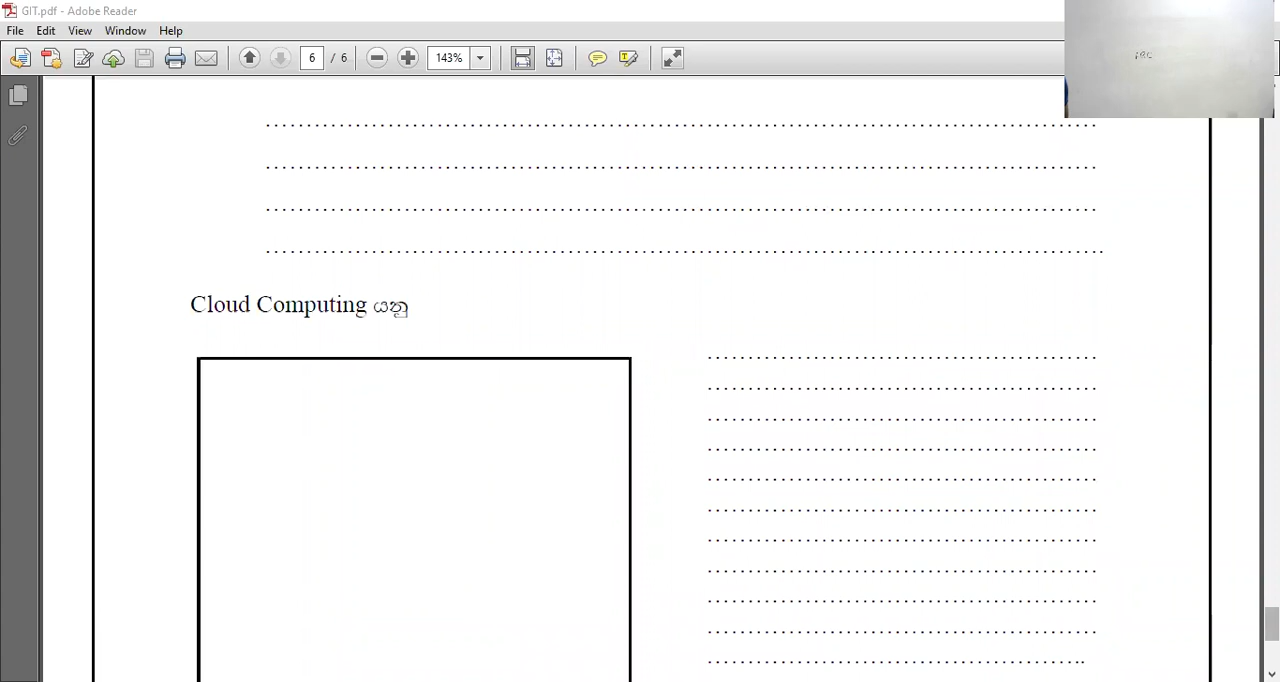 GIT.pdf - Adobe Reader
File Edit View Window Help
6 / 6 143%
Cloud Computing යනු